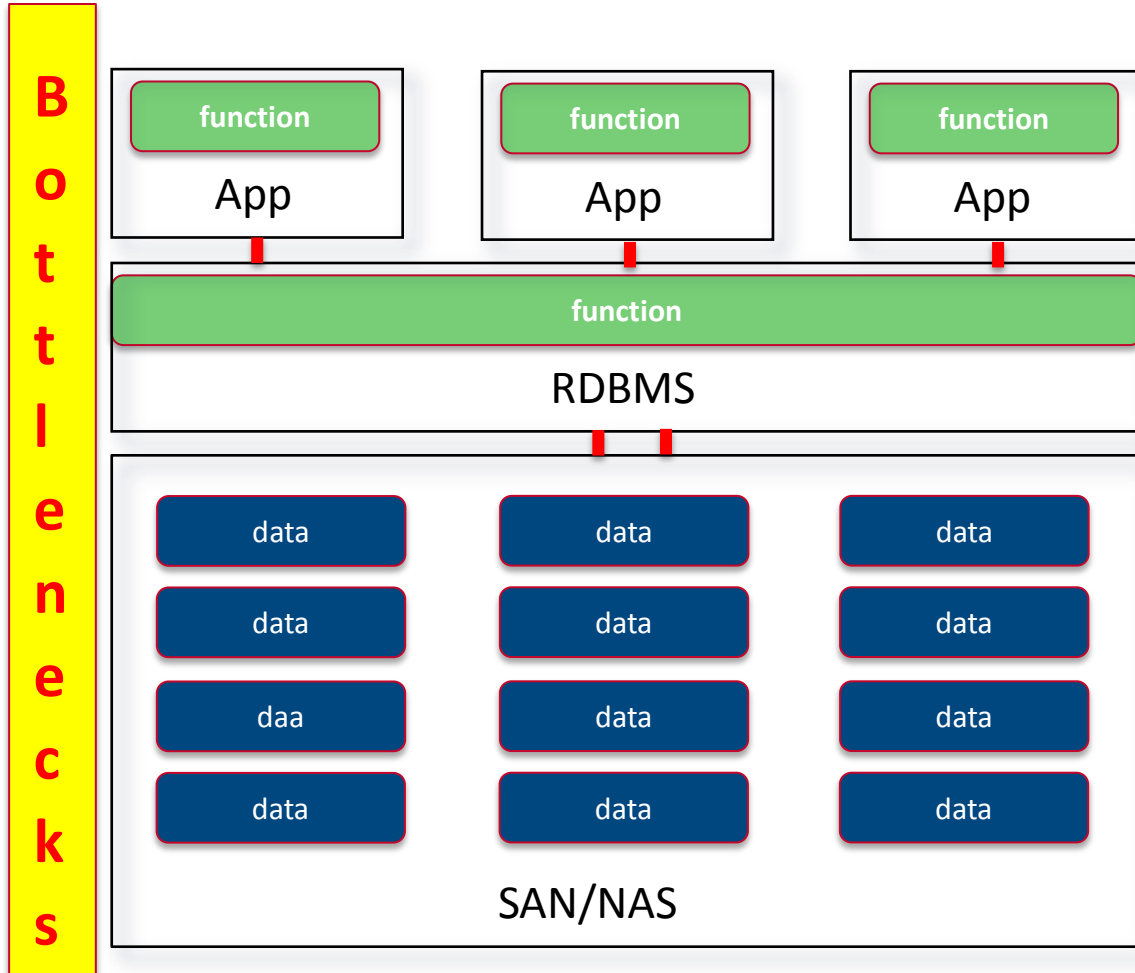 Bottlenecks
function function function
App App App
function
RDBMS
data data data
data data data
daa data data
data data data
SAN/NAS